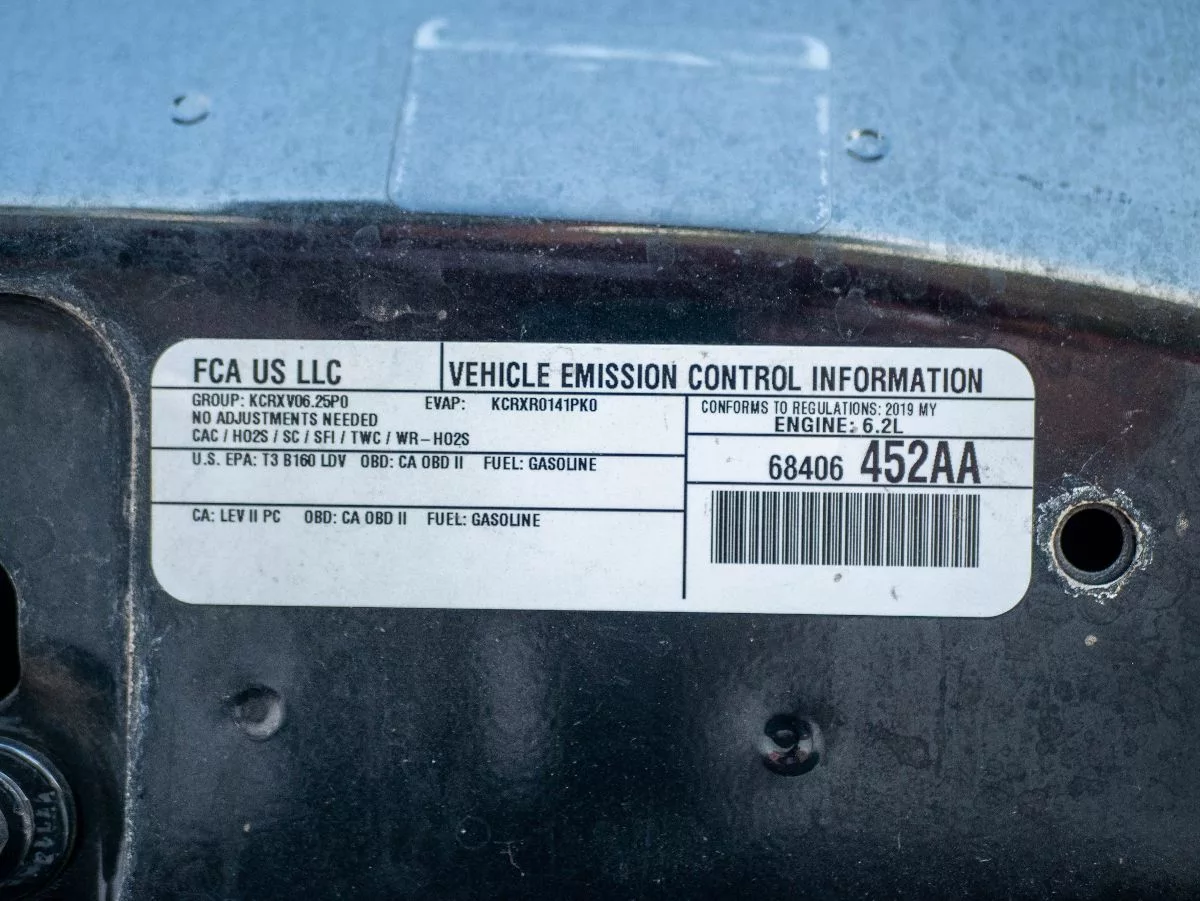 FCA US LLC
VEHICLE EMISSION CONTROL INFORMATION
GROUP: KCRXV06.25P0 EVAP: KCRXR0141PK0
NO ADJUSTMENTS NEEDED
CAC / HO2S / SC / SFI / TWC / WR-HO2S
U.S. EPA: T3 B160 LDV OBD: CA OBD II FUEL: GASOLINE
CA: LEV II PC OBD: CA OBD II FUEL: GASOLINE
CONFORMS TO REGULATIONS: 2019 MY
ENGINE: 6.2L
68406 452AA